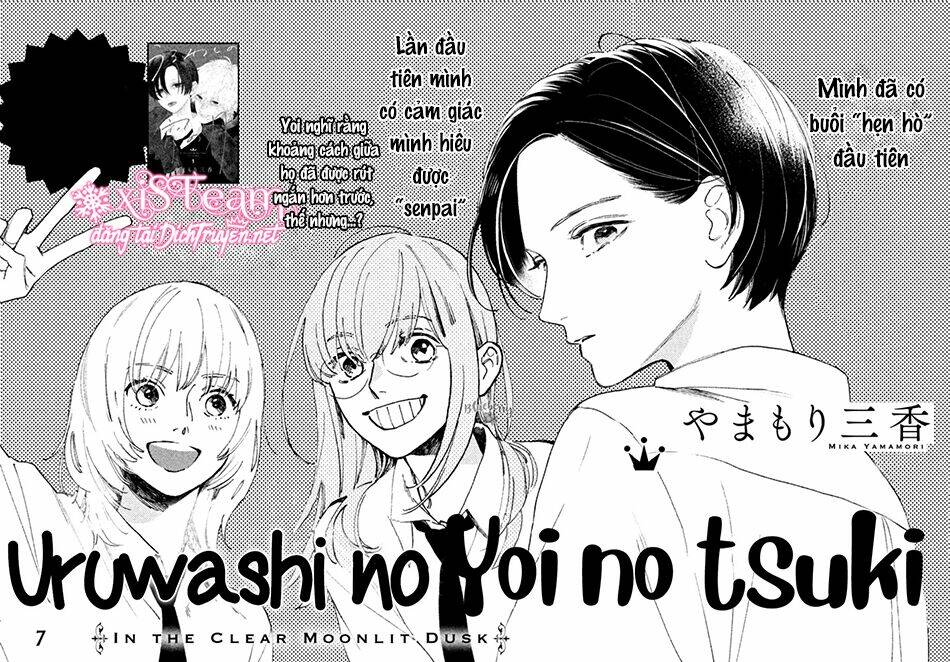 Mình đã có
buổi "hẹn hò"
đầu tiên
Lần đầu
tiên mình
có cảm giác
mình hiểu
được
"senpai"
Yoi nghĩ rằng
khoảng cách giữa
họ đã được rút
ngắn hơn trước,
thế nhưng...?
xiSTeam
đăng tại DichTruyen.net
やまもり三香
MIKA YAMAMORI
Uruwashi no Yoi no tsuki
7
IN THE CLEAR MOONLIT DUSK